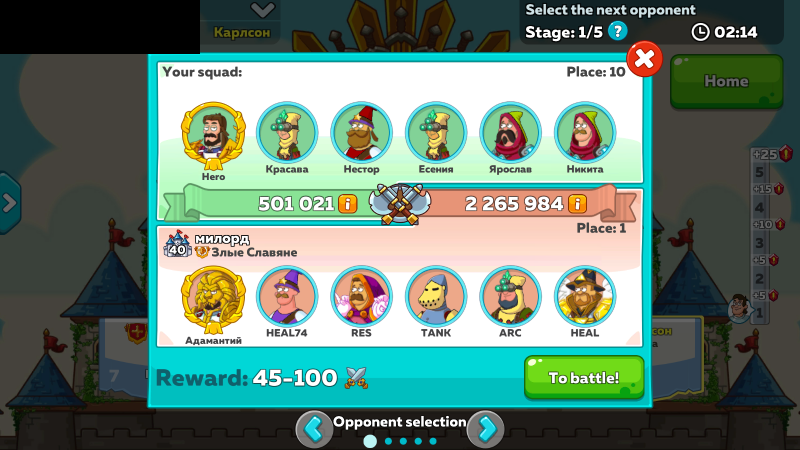 Карлсон
Select the next opponent
Stage: 1/5 ?
02:14
Home
Your squad:
Place: 10
Hero
Красава
Нестор
Есения
Ярослав
Никита
501 021 i
2 265 984 i
Place: 1
40
милорд
Злые Славяне
Адамантий
HEAL74
RES
TANK
ARC
HEAL
Reward: 45-100
To battle!
Opponent selection
+25
5
+15
4
+10
3
+5
2
+5
1
7